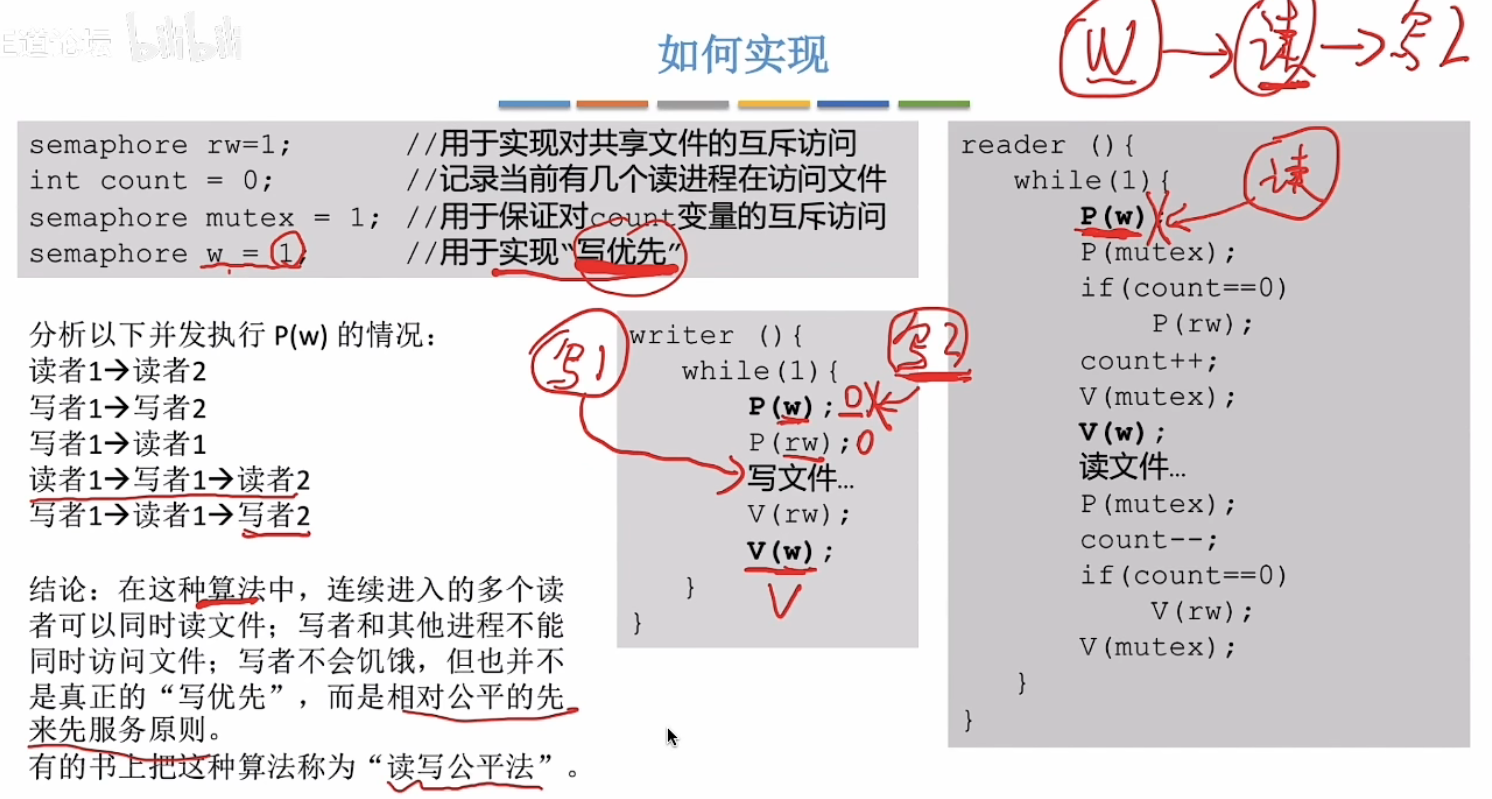 王道论坛 bilibili
如何实现
W → 读 → 写2
semaphore rw=1; //用于实现对共享文件的互斥访问
int count = 0; //记录当前有几个读进程在访问文件
semaphore mutex = 1; //用于保证对count变量的互斥访问
semaphore w = 1; //用于实现“写优先”
分析以下并发执行 P(w) 的情况：
读者1→读者2
写者1→写者2
写者1→读者1
读者1→写者1→读者2
写者1→读者1→写者2
结论：在这种算法中，连续进入的多个读
者可以同时读文件；写者和其他进程不能
同时访问文件；写者不会饥饿，但也并不
是真正的“写优先”，而是相对公平的先
来先服务原则。
有的书上把这种算法称为“读写公平法”。
写1
写2
writer (){
while(1){
P(w); 0
P(rw); 0
写文件…
V(rw);
V(w);
V
}
}
读
reader (){
while(1){
P(w)
P(mutex);
if(count==0)
P(rw);
count++;
V(mutex);
V(w);
读文件…
P(mutex);
count--;
if(count==0)
V(rw);
V(mutex);
}
}